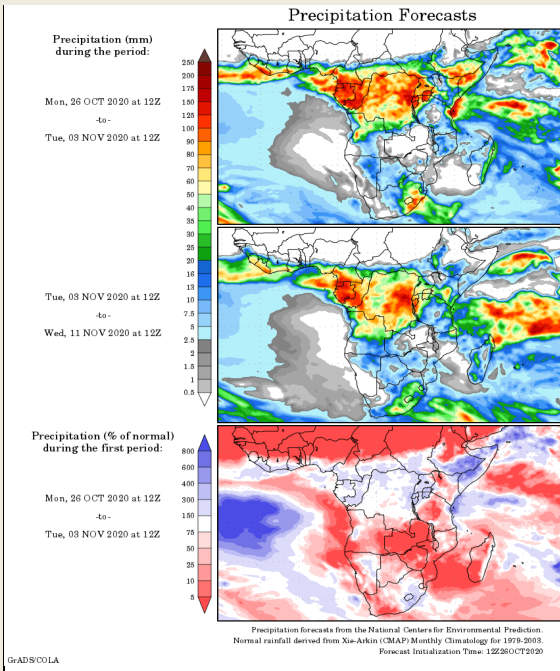 Precipitation Forecasts
Precipitation (mm)
during the period:
Mon, 26 OCT 2020 at 12Z
-to-
Tue, 03 NOV 2020 at 12Z
250
200
175
150
125
100
90
80
70
60
50
40
35
30
25
20
16
13
10
7.5
5
2.5
2
1.5
1
0.5
Tue, 03 NOV 2020 at 12Z
-to-
Wed, 11 NOV 2020 at 12Z
Precipitation (% of normal)
during the first period:
Mon, 26 OCT 2020 at 12Z
-to-
Tue, 03 NOV 2020 at 12Z
800
600
400
300
150
75
50
25
10
5
Precipitation forecasts from the National Centers for Environmental Prediction.
Normal rainfall derived from Xie-Arkin (CMAP) Monthly Climatology for 1979-2003.
Forecast Initialization Time: 12Z26OCT2020
GrADS/COLA